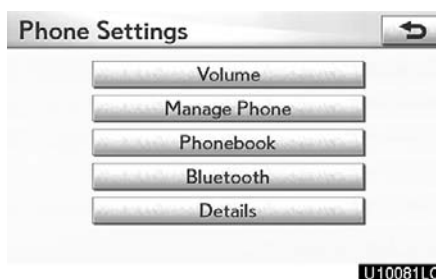 Phone Settings
Volume
Manage Phone
Phonebook
Bluetooth
Details
U10081LC